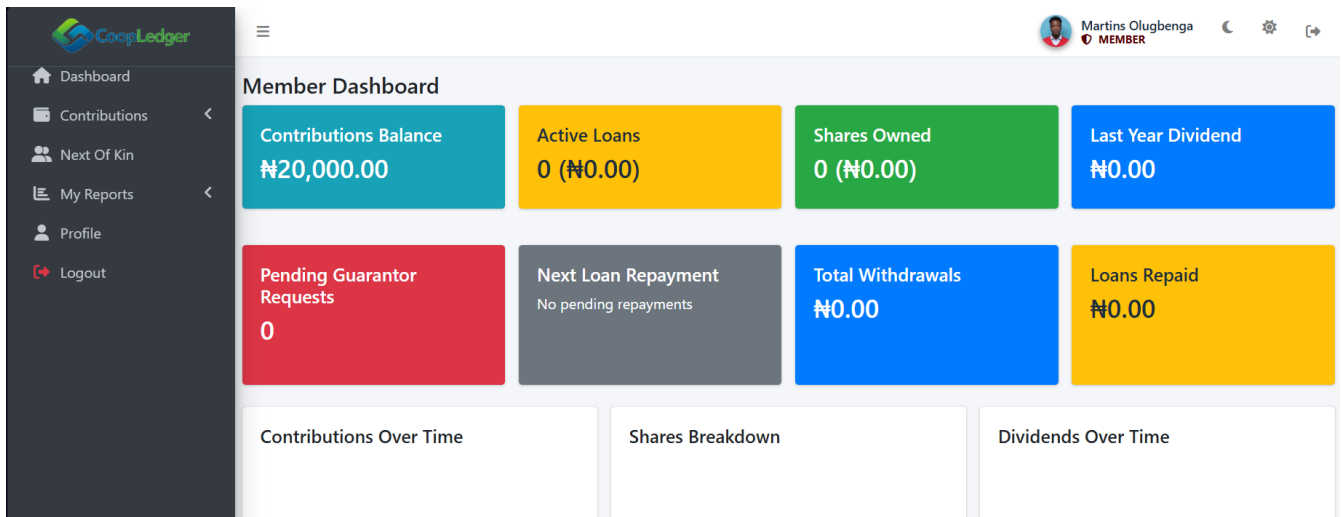 CoopLedger
Martins Olugbenga
MEMBER
Dashboard
Contributions
Next Of Kin
My Reports
Profile
Logout
Member Dashboard
Contributions Balance
₦20,000.00
Active Loans
0 (₦0.00)
Shares Owned
0 (₦0.00)
Last Year Dividend
₦0.00
Pending Guarantor
Requests
0
Next Loan Repayment
No pending repayments
Total Withdrawals
₦0.00
Loans Repaid
₦0.00
Contributions Over Time
Shares Breakdown
Dividends Over Time